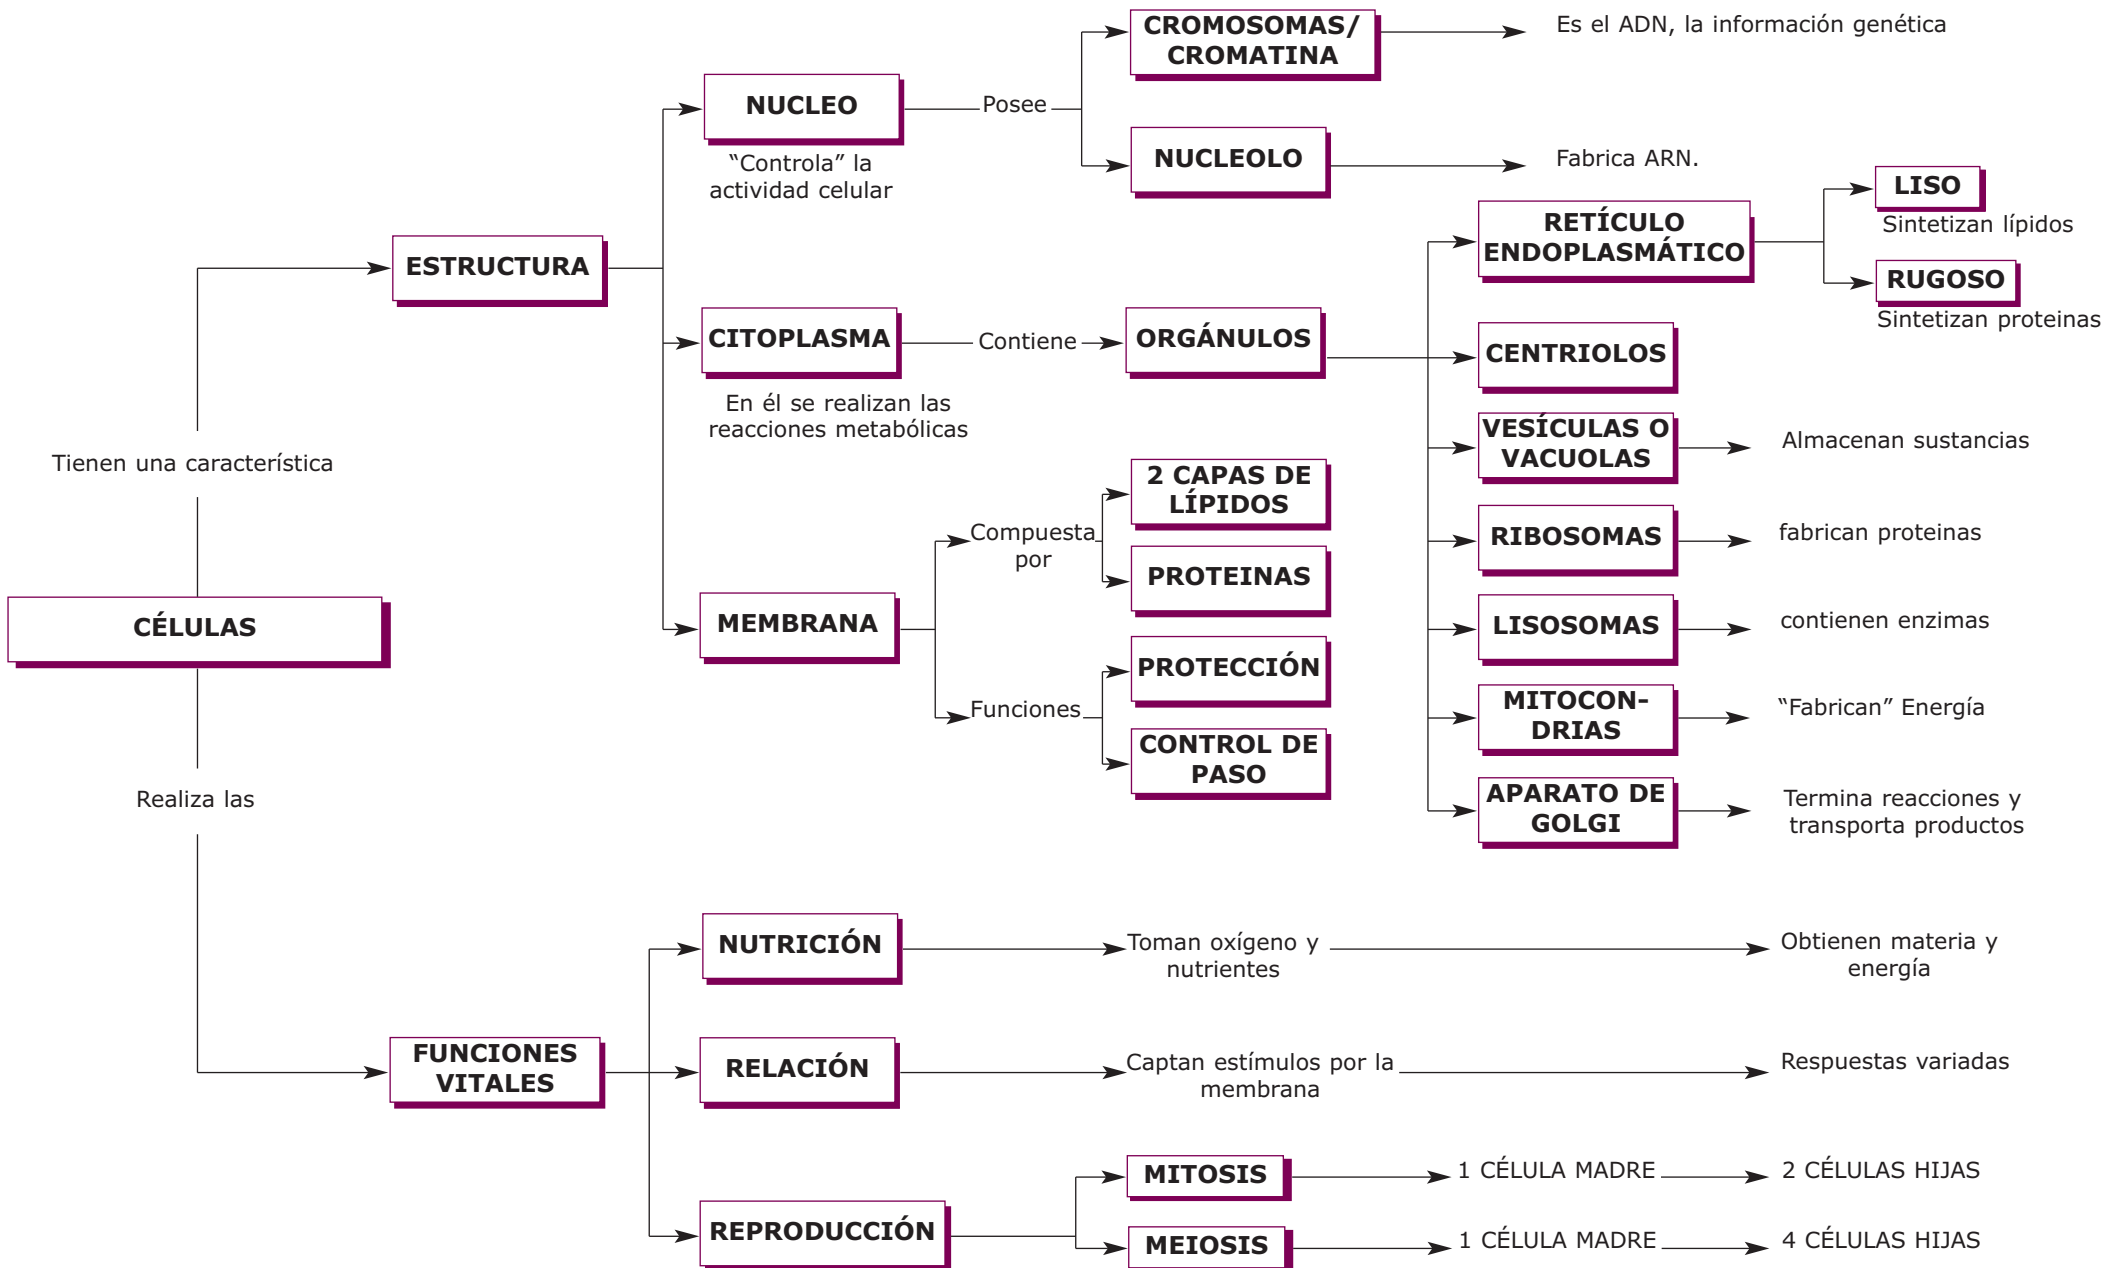 CROMOSOMAS/
CROMATINA
Es el ADN, la información genética
NUCLEO
Posee
"Controla" la
actividad celular
NUCLEOLO
Fabrica ARN.
LISO
Sintetizan lípidos
RETÍCULO
ENDOPLASMÁTICO
RUGOSO
Sintetizan proteinas
ESTRUCTURA
CITOPLASMA
Contiene
ORGÁNULOS
CENTRIOLOS
En él se realizan las
reacciones metabólicas
VESÍCULAS O
VACUOLAS
Almacenan sustancias
Tienen una característica
2 CAPAS DE
LÍPIDOS
Compuesta
por
PROTEINAS
RIBOSOMAS
fabrican proteinas
CÉLULAS
MEMBRANA
LISOSOMAS
contienen enzimas
PROTECCIÓN
Funciones
CONTROL DE
PASO
MITOCON-
DRIAS
"Fabrican" Energía
Realiza las
APARATO DE
GOLGI
Termina reacciones y
transporta productos
NUTRICIÓN
Toman oxígeno y
nutrientes
Obtienen materia y
energía
FUNCIONES
VITALES
RELACIÓN
Captan estímulos por la
membrana
Respuestas variadas
REPRODUCCIÓN
MITOSIS
1 CÉLULA MADRE
2 CÉLULAS HIJAS
MEIOSIS
1 CÉLULA MADRE
4 CÉLULAS HIJAS